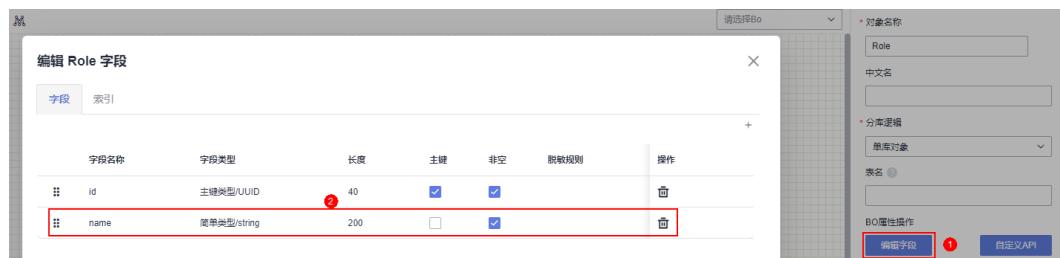 请选择Bo
编辑 Role 字段
字段 索引
+
字段名称 字段类型 长度 主键 非空 脱敏规则 操作
id 主键类型/UUID 40
2
name 简单类型/string 200
* 对象名称
Role
中文名
* 分库逻辑
单库对象
表名 ?
BO属性操作
编辑字段 1 自定义API